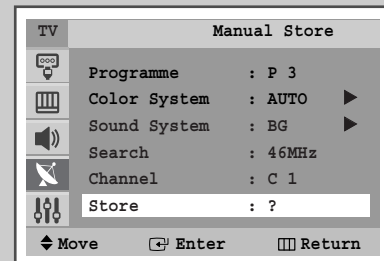 TV Manual Store
Programme : P 3
Color System : AUTO
Sound System : BG
Search : 46MHz
Channel : C 1
Store : ?
Move Enter Return